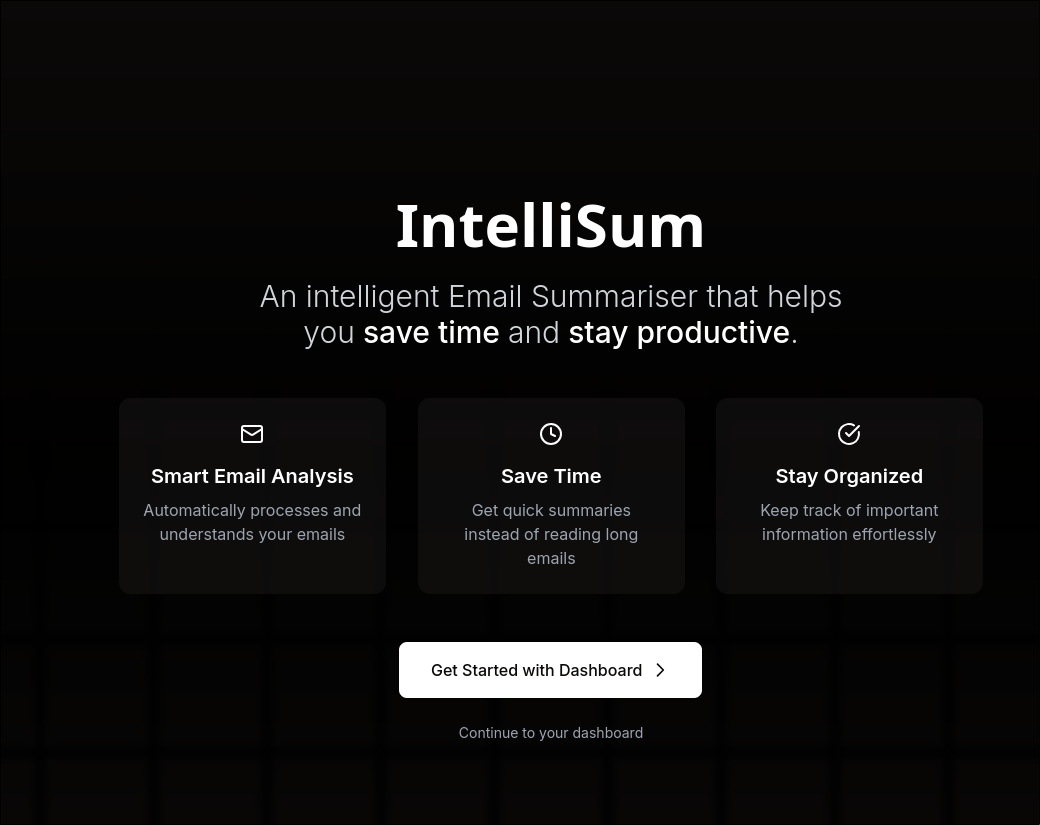 IntelliSum
An intelligent Email Summariser that helps
you save time and stay productive.
Smart Email Analysis
Automatically processes and
understands your emails
Save Time
Get quick summaries
instead of reading long
emails
Stay Organized
Keep track of important
information effortlessly
Get Started with Dashboard
Continue to your dashboard